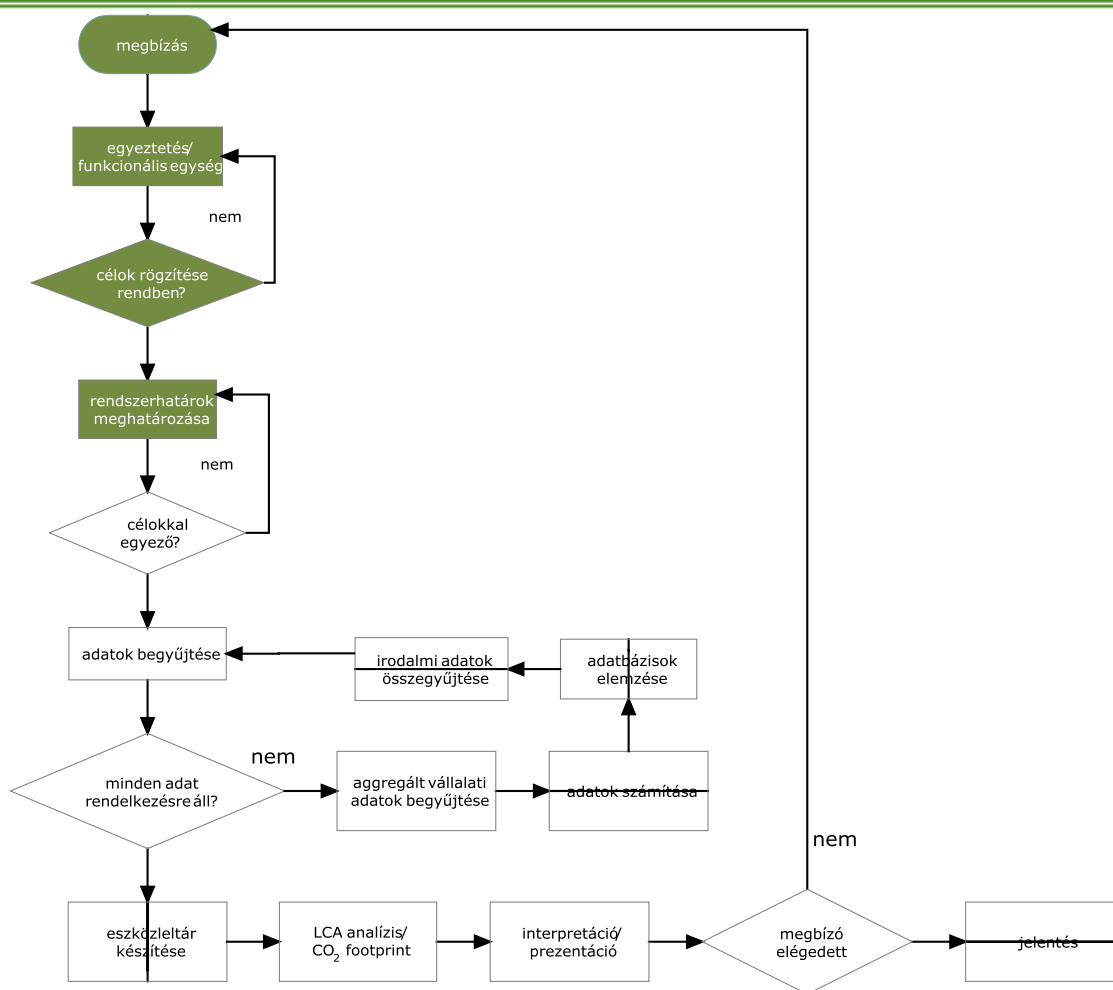 megbízás
egyeztetés/
funkcionális egység
nem
célok rögzítése
rendben?
rendszerhatárok
meghatározása
nem
célokkal
egyező?
adatok begyűjtése
irodalmi adatok
összegyűjtése
adatbázisok
elemzése
nem
minden adat
rendelkezésre áll?
aggregált vállalati
adatok begyűjtése
adatok számítása
nem
eszközleltár
készítése
LCA analízis/
CO₂ footprint
interpretáció/
prezentáció
megbízó
elégedett
jelentés